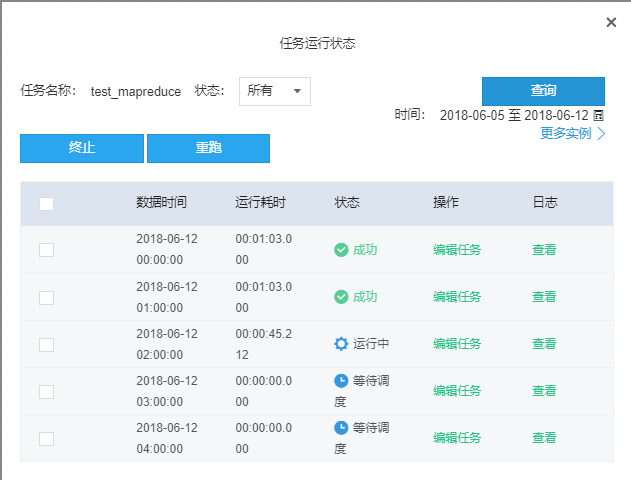 任务运行状态
任务名称： test_mapreduce 状态： 所有 查询
时间： 2018-06-05 至 2018-06-12
更多实例
终止 重跑
数据时间 运行耗时 状态 操作 日志
2018-06-12 00:00:00 00:01:03.000 成功 编辑任务 查看
2018-06-12 01:00:00 00:01:03.000 成功 编辑任务 查看
2018-06-12 02:00:00 00:00:45.212 运行中 编辑任务 查看
2018-06-12 03:00:00 00:00:00.000 等待调度 编辑任务 查看
2018-06-12 04:00:00 00:00:00.000 等待调度 编辑任务 查看